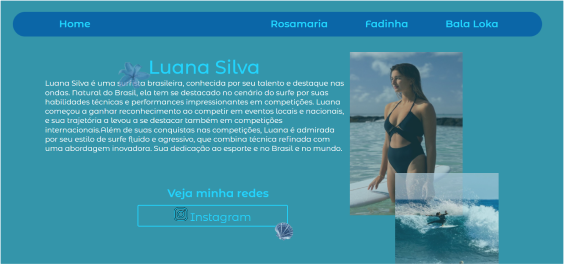 Home Rosamaria Fadinha Bala Loka
Luana Silva
Luana Silva é uma surfista brasileira, conhecida por seu talento e destaque nas
ondas. Natural do Brasil, ela tem se destacado no cenário do surfe por suas
habilidades técnicas e performances impressionantes em competições. Luana
começou a ganhar reconhecimento ao competir em eventos locais e nacionais,
e sua trajetória a levou a se destacar também em competições
internacionais.Além de suas conquistas nas competições, Luana é admirada
por seu estilo de surfe fluido e agressivo, que combina técnica refinada com
uma abordagem inovadora. Sua dedicação ao esporte e no Brasil e no mundo.
Veja minha redes
Instagram